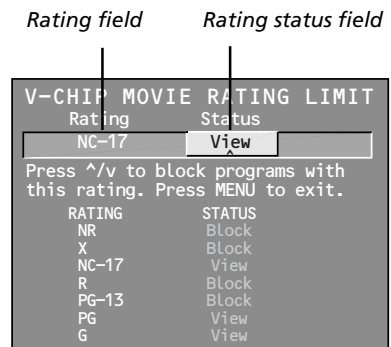 Rating field Rating status field
V-CHIP MOVIE RATING LIMIT
Rating Status
NC-17 View
^
Press ^/v to block programs with
this rating. Press MENU to exit.
RATING STATUS
NR Block
X Block
NC-17 View
R Block
PG-13 Block
PG View
G View